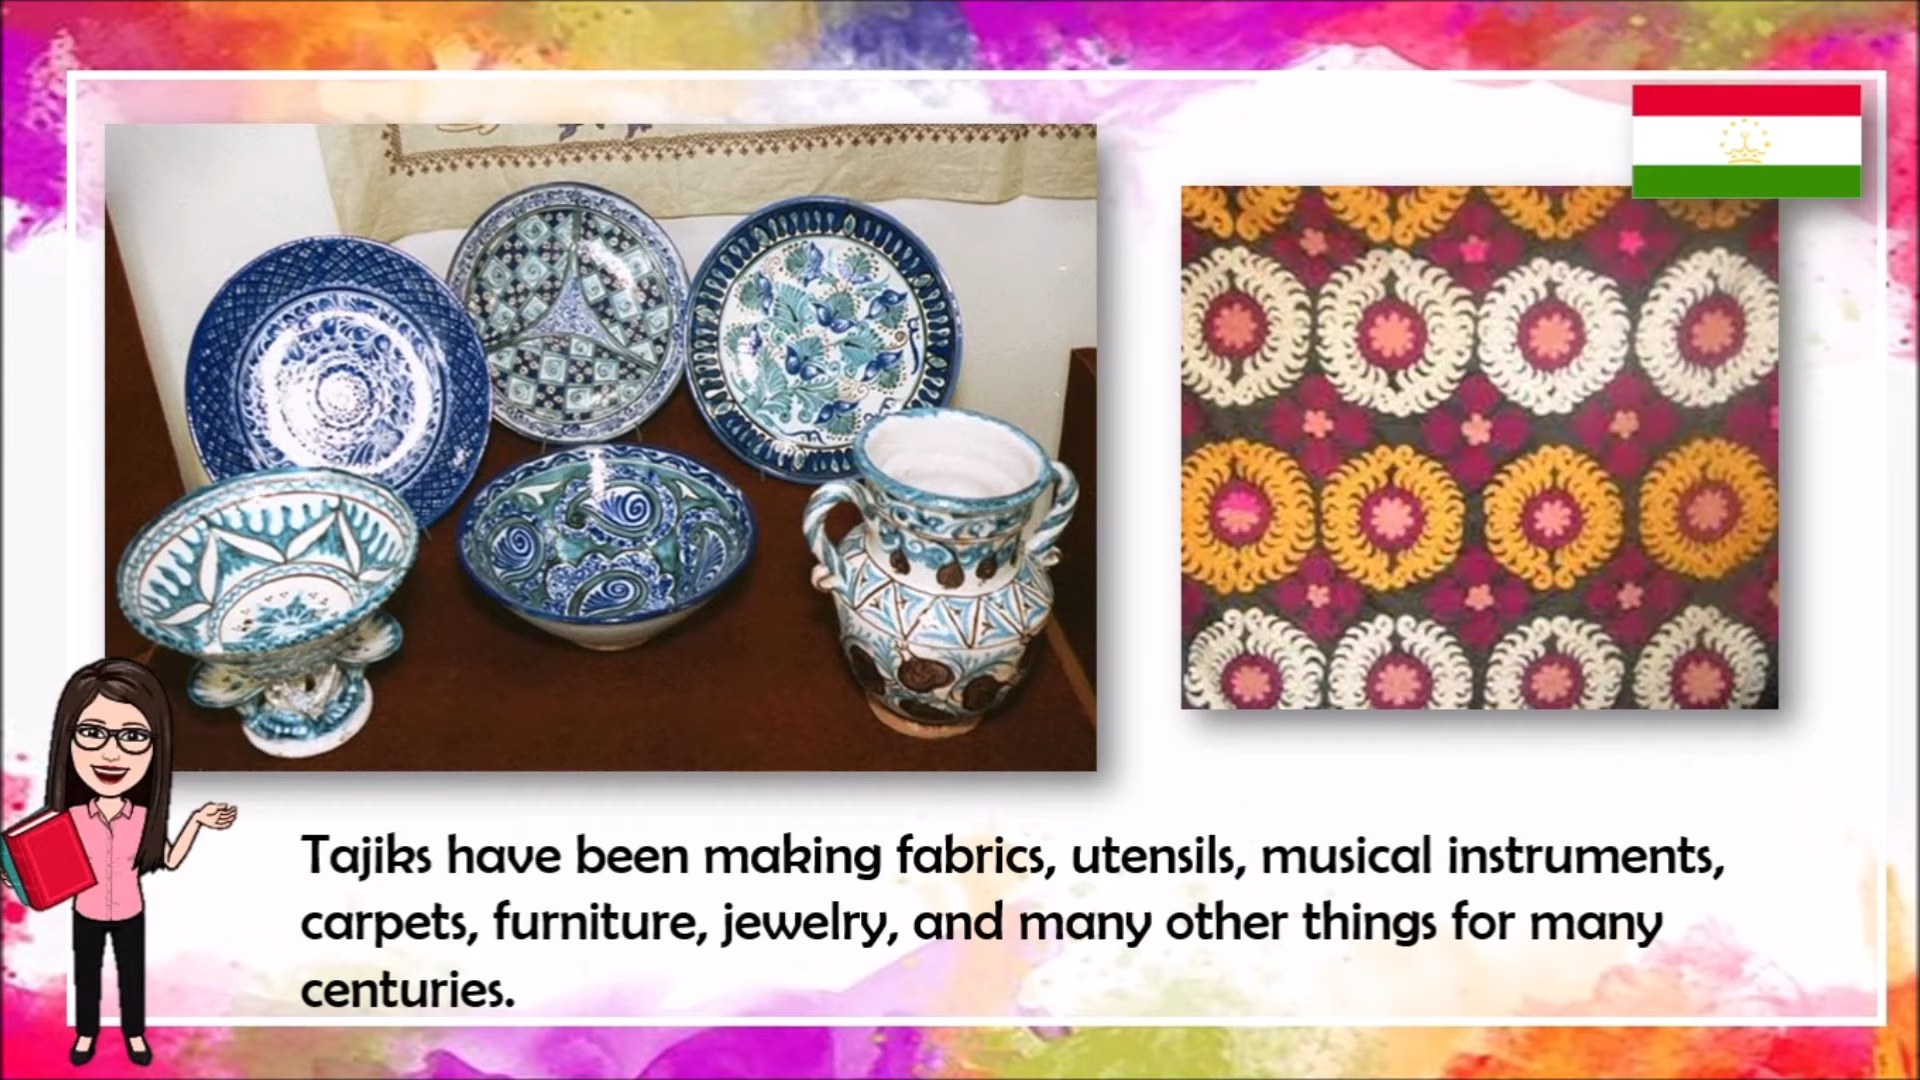 Tajiks have been making fabrics, utensils, musical instruments,
carpets, furniture, jewelry, and many other things for many
centuries.